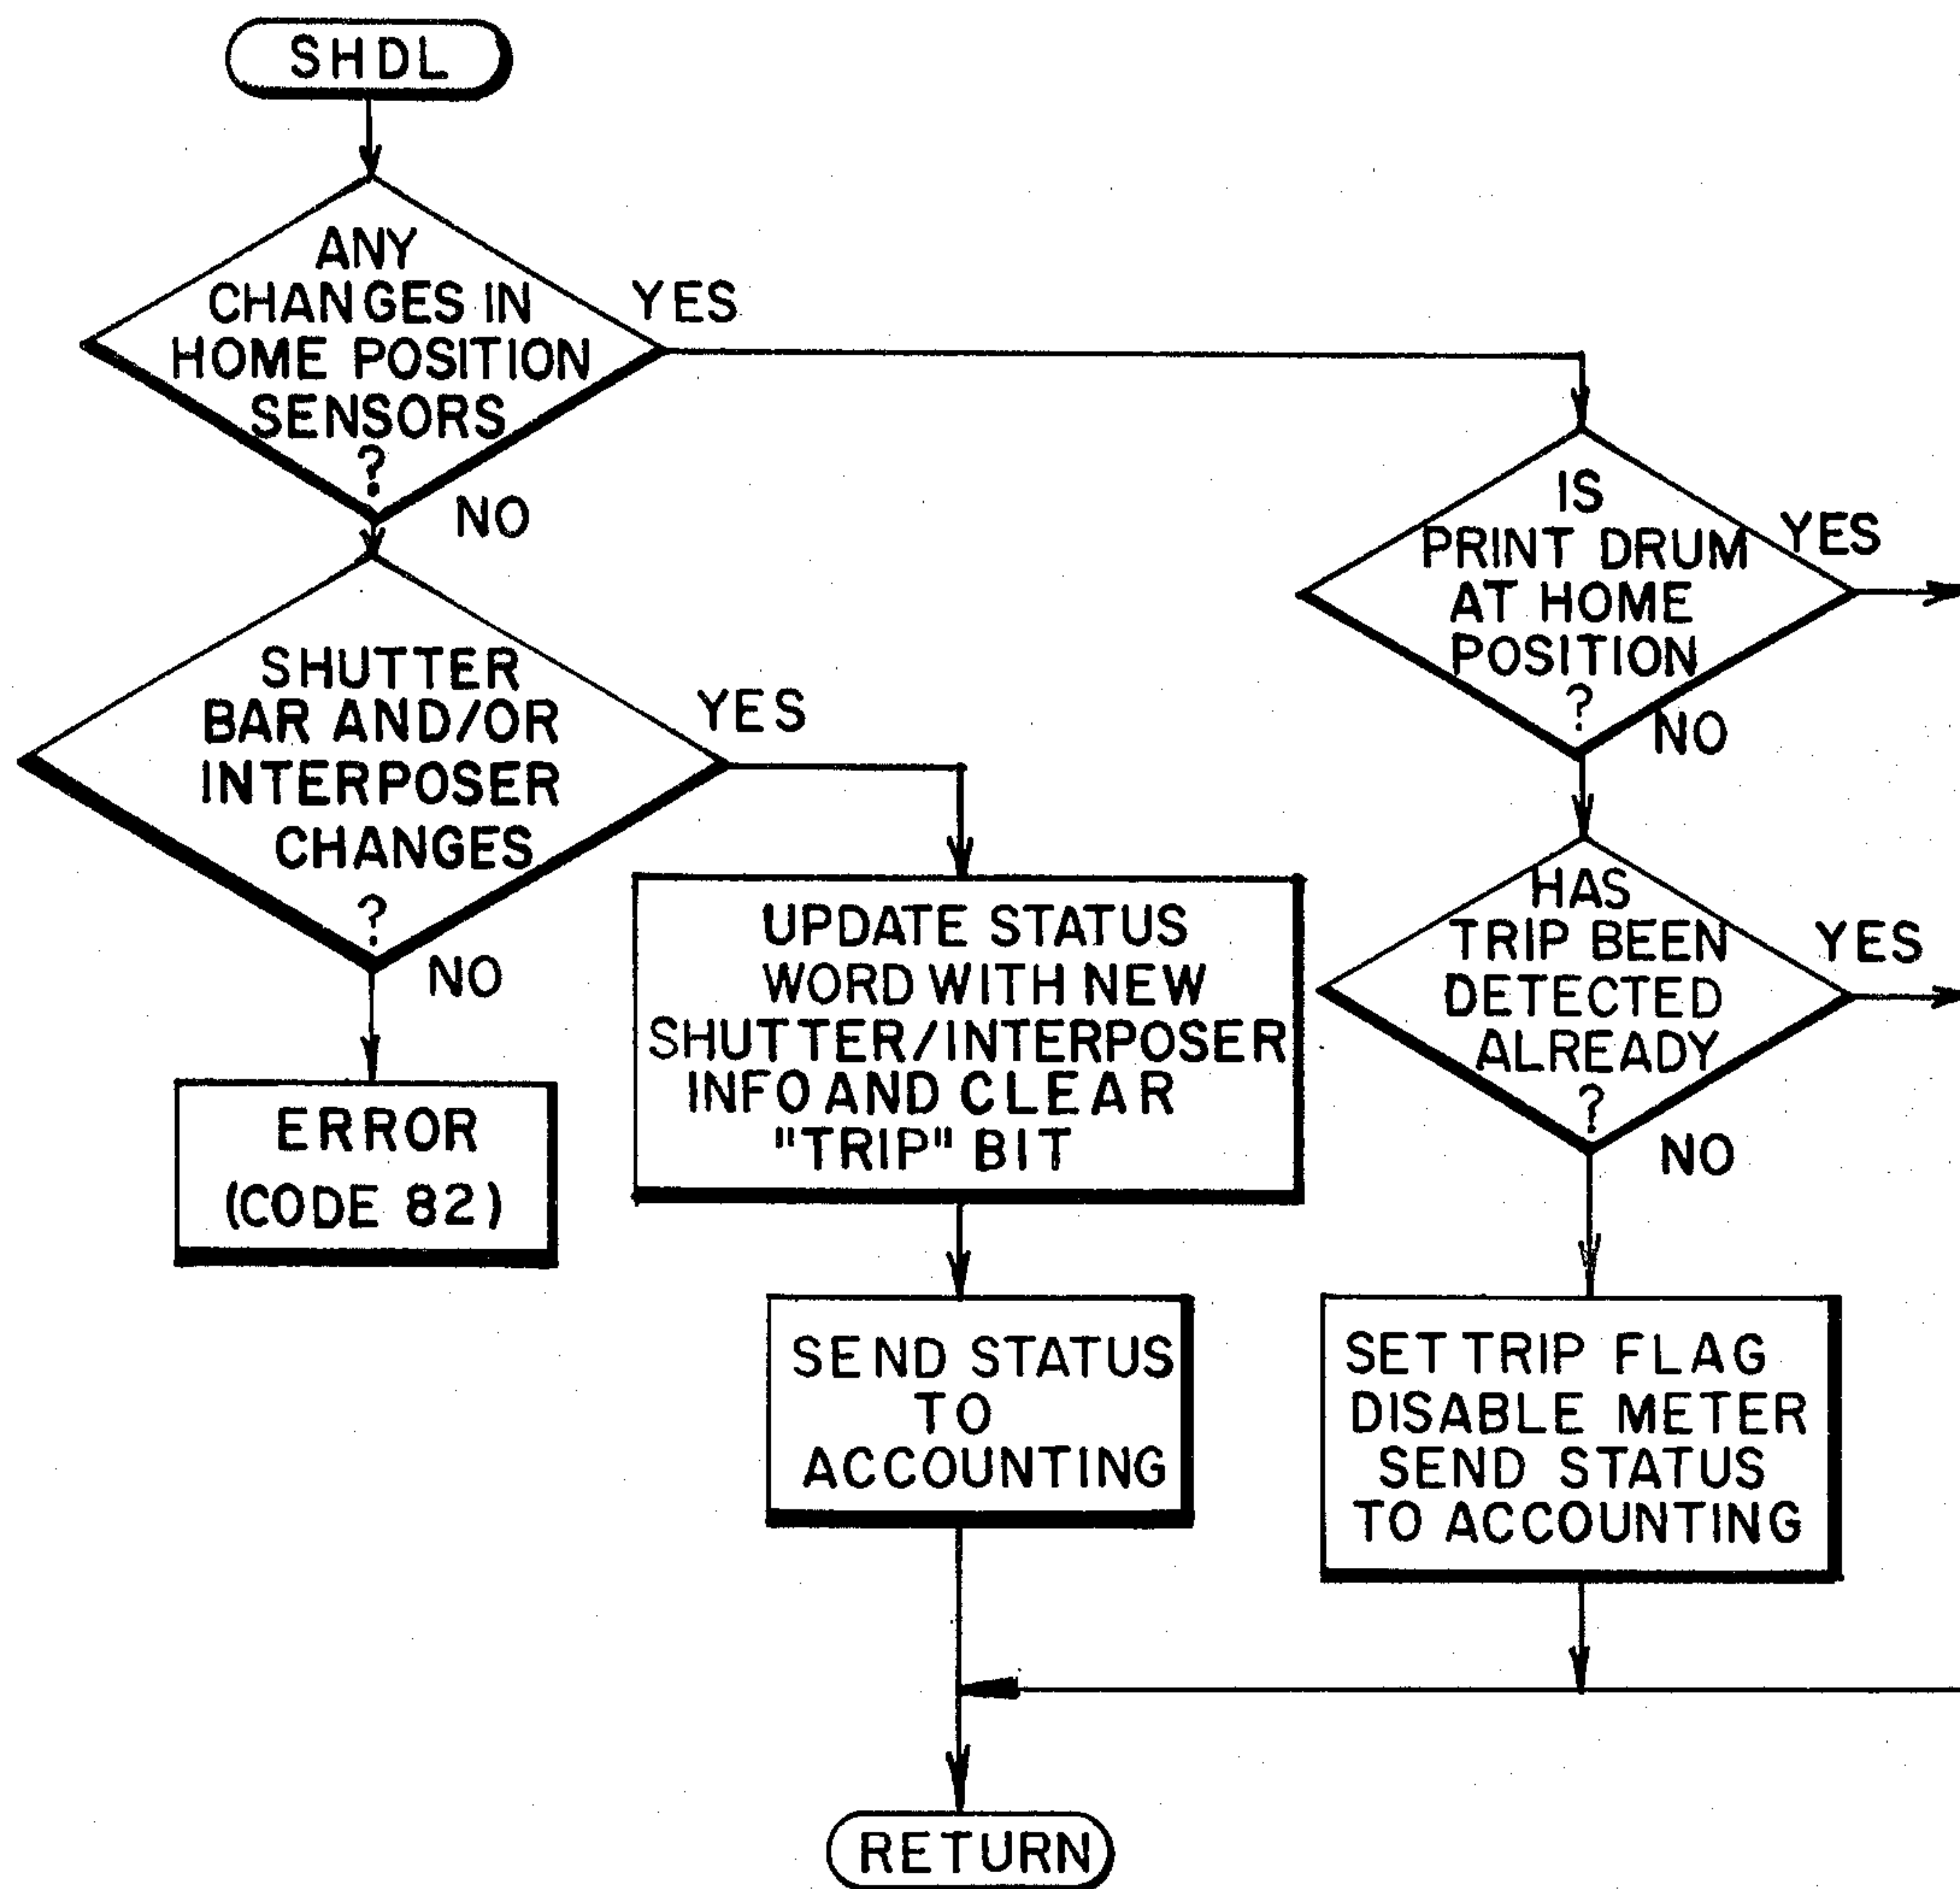 SHDL
ANY
CHANGES IN
HOME POSITION
SENSORS
?
YES
NO
SHUTTER
BAR AND/OR
INTERPOSER
CHANGES
?
YES
NO
ERROR
(CODE 82)
UPDATE STATUS
WORD WITH NEW
SHUTTER/INTERPOSER
INFO AND CLEAR
"TRIP" BIT
SEND STATUS
TO
ACCOUNTING
IS
PRINT DRUM
AT HOME
POSITION
?
YES
NO
HAS
TRIP BEEN
DETECTED
ALREADY
?
YES
NO
SET TRIP FLAG
DISABLE METER
SEND STATUS
TO ACCOUNTING
RETURN